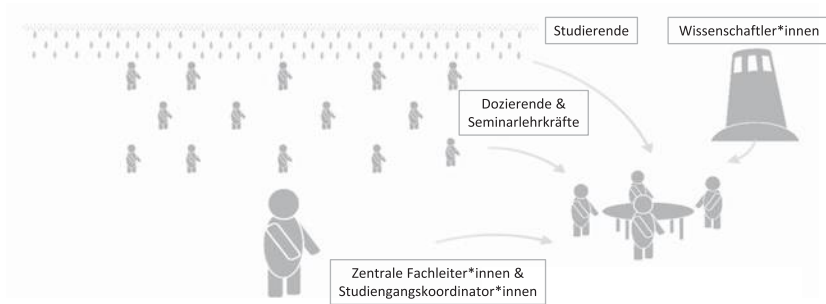 Studierende
Wissenschaftler*innen
Dozierende &
Seminarlehrkräfte
Zentrale Fachleiter*innen &
Studiengangskoordinator*innen